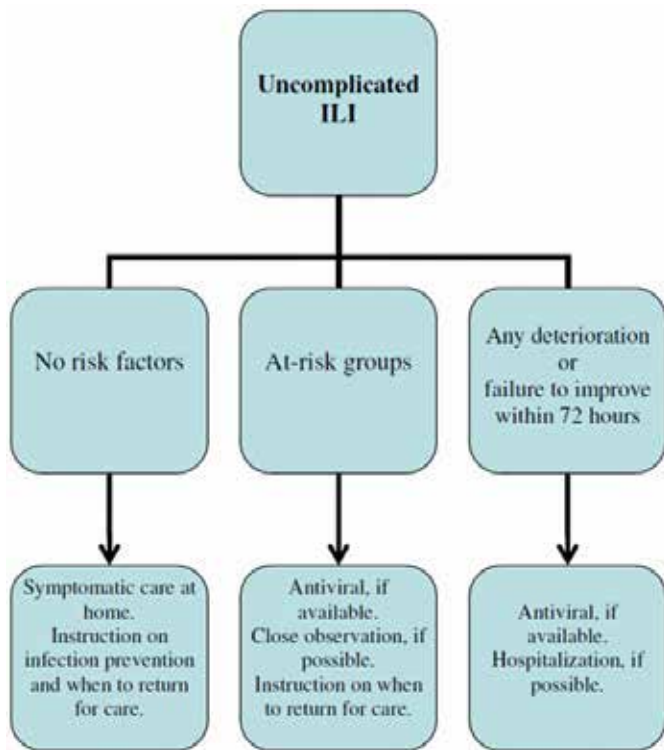 Uncomplicated
ILI
No risk factors
At-risk groups
Any deterioration
or
failure to improve
within 72 hours
Symptomatic care at
home.
Instruction on
infection prevention
and when to return
for care.
Antiviral, if
available.
Close observation, if
possible.
Instruction on when
to return for care.
Antiviral, if
available.
Hospitalization, if
possible.